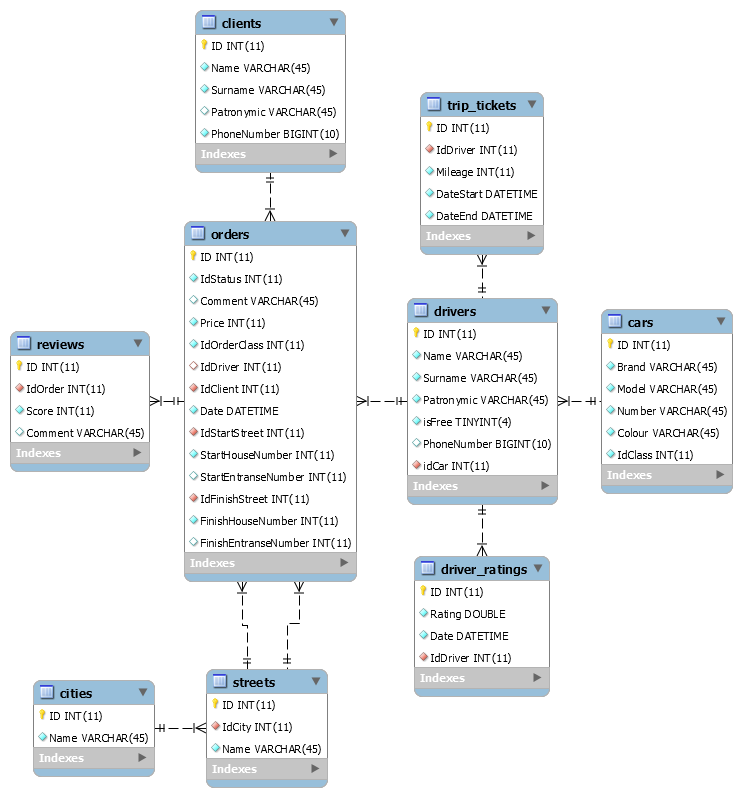 clients
ID INT(11)
Name VARCHAR(45)
Surname VARCHAR(45)
Patronymic VARCHAR(45)
PhoneNumber BIGINT(10)
Indexes
trip_tickets
ID INT(11)
IdDriver INT(11)
Mileage INT(11)
DateStart DATETIME
DateEnd DATETIME
Indexes
orders
ID INT(11)
IdStatus INT(11)
Comment VARCHAR(45)
Price INT(11)
IdOrderClass INT(11)
IdDriver INT(11)
IdClient INT(11)
Date DATETIME
IdStartStreet INT(11)
StartHouseNumber INT(11)
StartEntranseNumber INT(11)
IdFinishStreet INT(11)
FinishHouseNumber INT(11)
FinishEntranseNumber INT(11)
Indexes
reviews
ID INT(11)
IdOrder INT(11)
Score INT(11)
Comment VARCHAR(45)
Indexes
drivers
ID INT(11)
Name VARCHAR(45)
Surname VARCHAR(45)
Patronymic VARCHAR(45)
isFree TINYINT(4)
PhoneNumber BIGINT(10)
idCar INT(11)
Indexes
cars
ID INT(11)
Brand VARCHAR(45)
Model VARCHAR(45)
Number VARCHAR(45)
Colour VARCHAR(45)
IdClass INT(11)
Indexes
driver_ratings
ID INT(11)
Rating DOUBLE
Date DATETIME
IdDriver INT(11)
Indexes
cities
ID INT(11)
Name VARCHAR(45)
Indexes
streets
ID INT(11)
IdCity INT(11)
Name VARCHAR(45)
Indexes